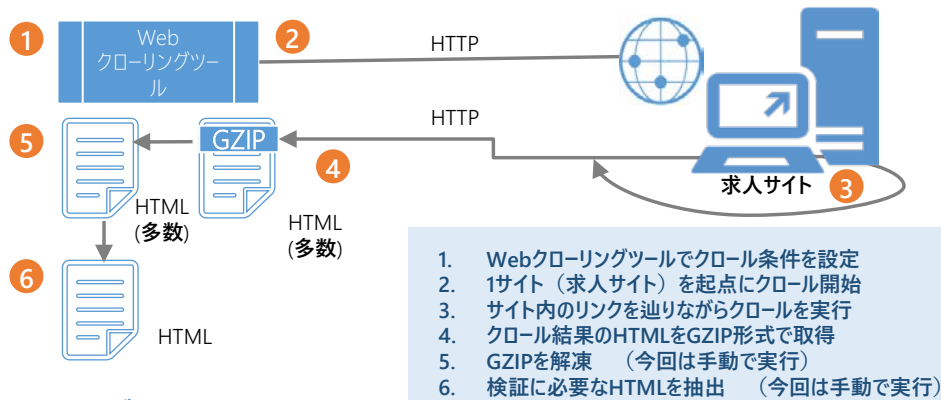 1
Web
クローリングツー
ル
2
HTTP
HTTP
5
GZIP
4
求人サイト
3
HTML
(多数)
HTML
(多数)
6
HTML
1. Webクローリングツールでクロール条件を設定
2. 1サイト（求人サイト）を起点にクロール開始
3. サイト内のリンクを辿りながらクロールを実行
4. クロール結果のHTMLをGZIP形式で取得
5. GZIPを解凍　（今回は手動で実行）
6. 検証に必要なHTMLを抽出　（今回は手動で実行）